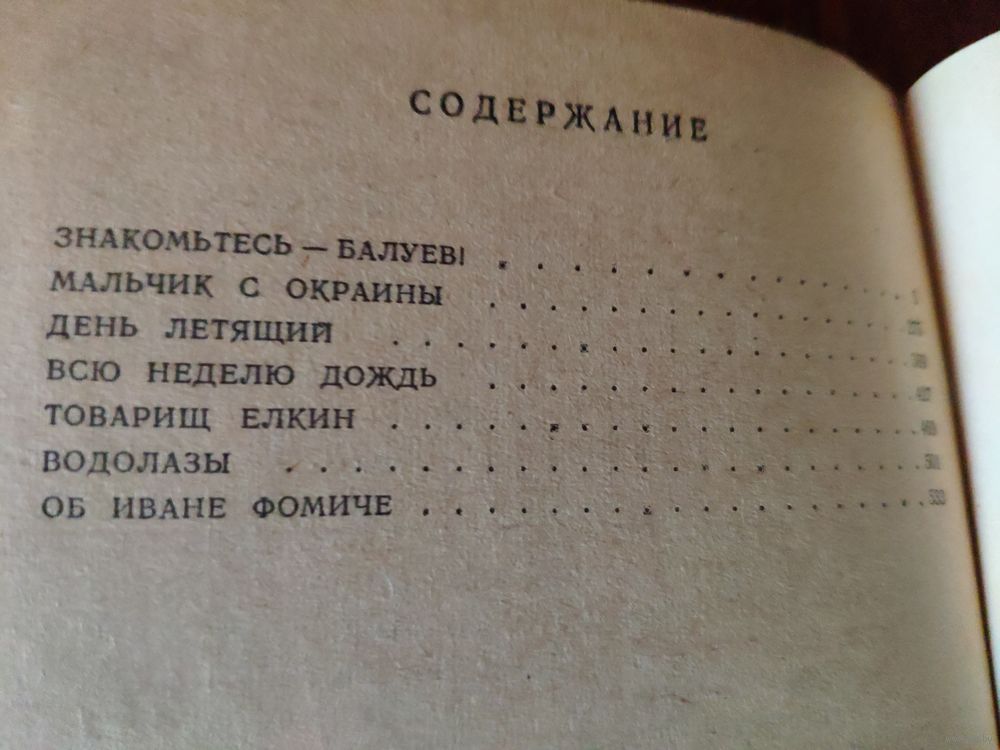 СОДЕРЖАНИЕ
ЗНАКОМЬТЕСЬ — БАЛУЕВ!
МАЛЬЧИК С ОКРАИНЫ
ДЕНЬ ЛЕТЯЩИЙ
ВСЮ НЕДЕЛЮ ДОЖДЬ
ТОВАРИЩ ЕЛКИН
ВОДОЛАЗЫ
ОБ ИВАНЕ ФОМИЧЕ